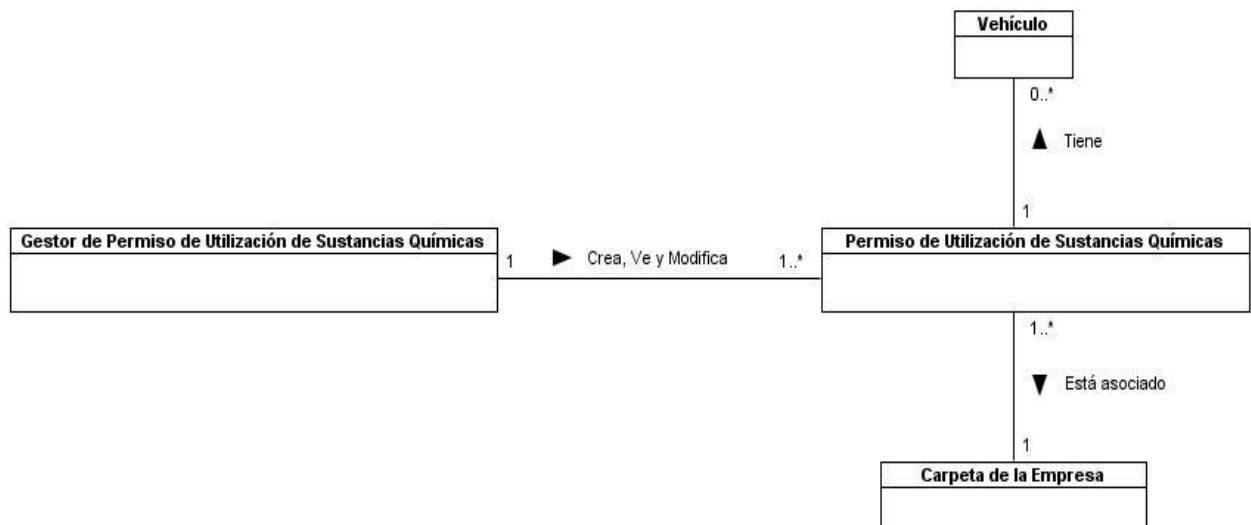 Vehículo
0..*
Tiene
1
Gestor de Permiso de Utilización de Sustancias Químicas
1
Crea, Ve y Modifica
1..*
Permiso de Utilización de Sustancias Químicas
1..*
Está asociado
1
Carpeta de la Empresa